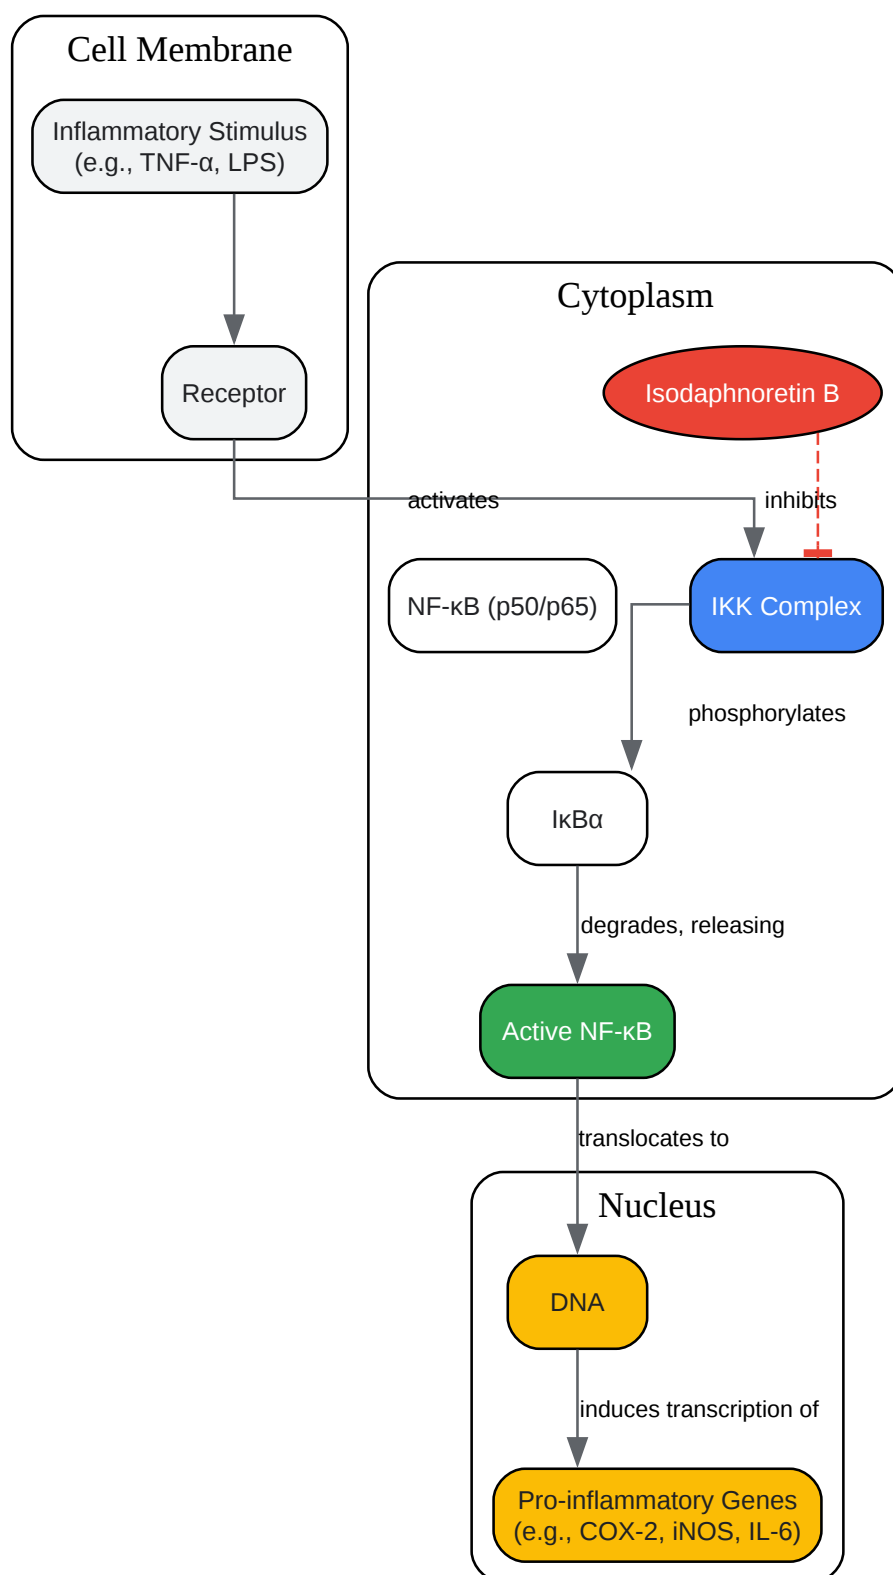 Cell Membrane
Inflammatory Stimulus
(e.g., TNF-α, LPS)
Receptor
Cytoplasm
Isodaphnoretin B
activates
inhibits
NF-κB (p50/p65)
IKK Complex
phosphorylates
IκBα
degrades, releasing
Active NF-κB
translocates to
Nucleus
DNA
induces transcription of
Pro-inflammatory Genes
(e.g., COX-2, iNOS, IL-6)